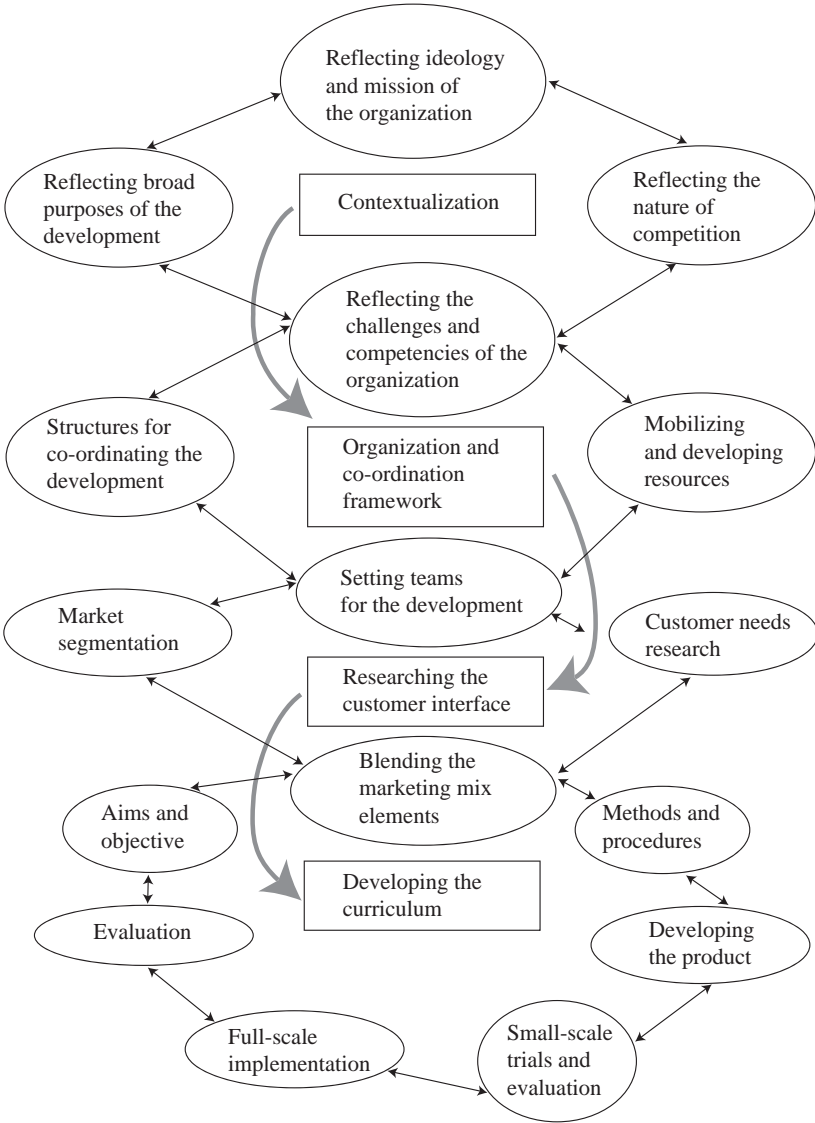 Reflecting ideology
and mission of
the organization
Reflecting broad
purposes of the
development
Contextualization
Reflecting the
nature of
competition
Reflecting the
challenges and
competencies of the
organization
Structures for
co-ordinating the
development
Organization and
co-ordination
framework
Mobilizing
and developing
resources
Setting teams
for the development
Market
segmentation
Customer needs
research
Researching the
customer interface
Blending the
marketing mix
elements
Aims and
objective
Methods and
procedures
Developing the
curriculum
Evaluation
Developing
the product
Full-scale
implementation
Small-scale
trials and
evaluation